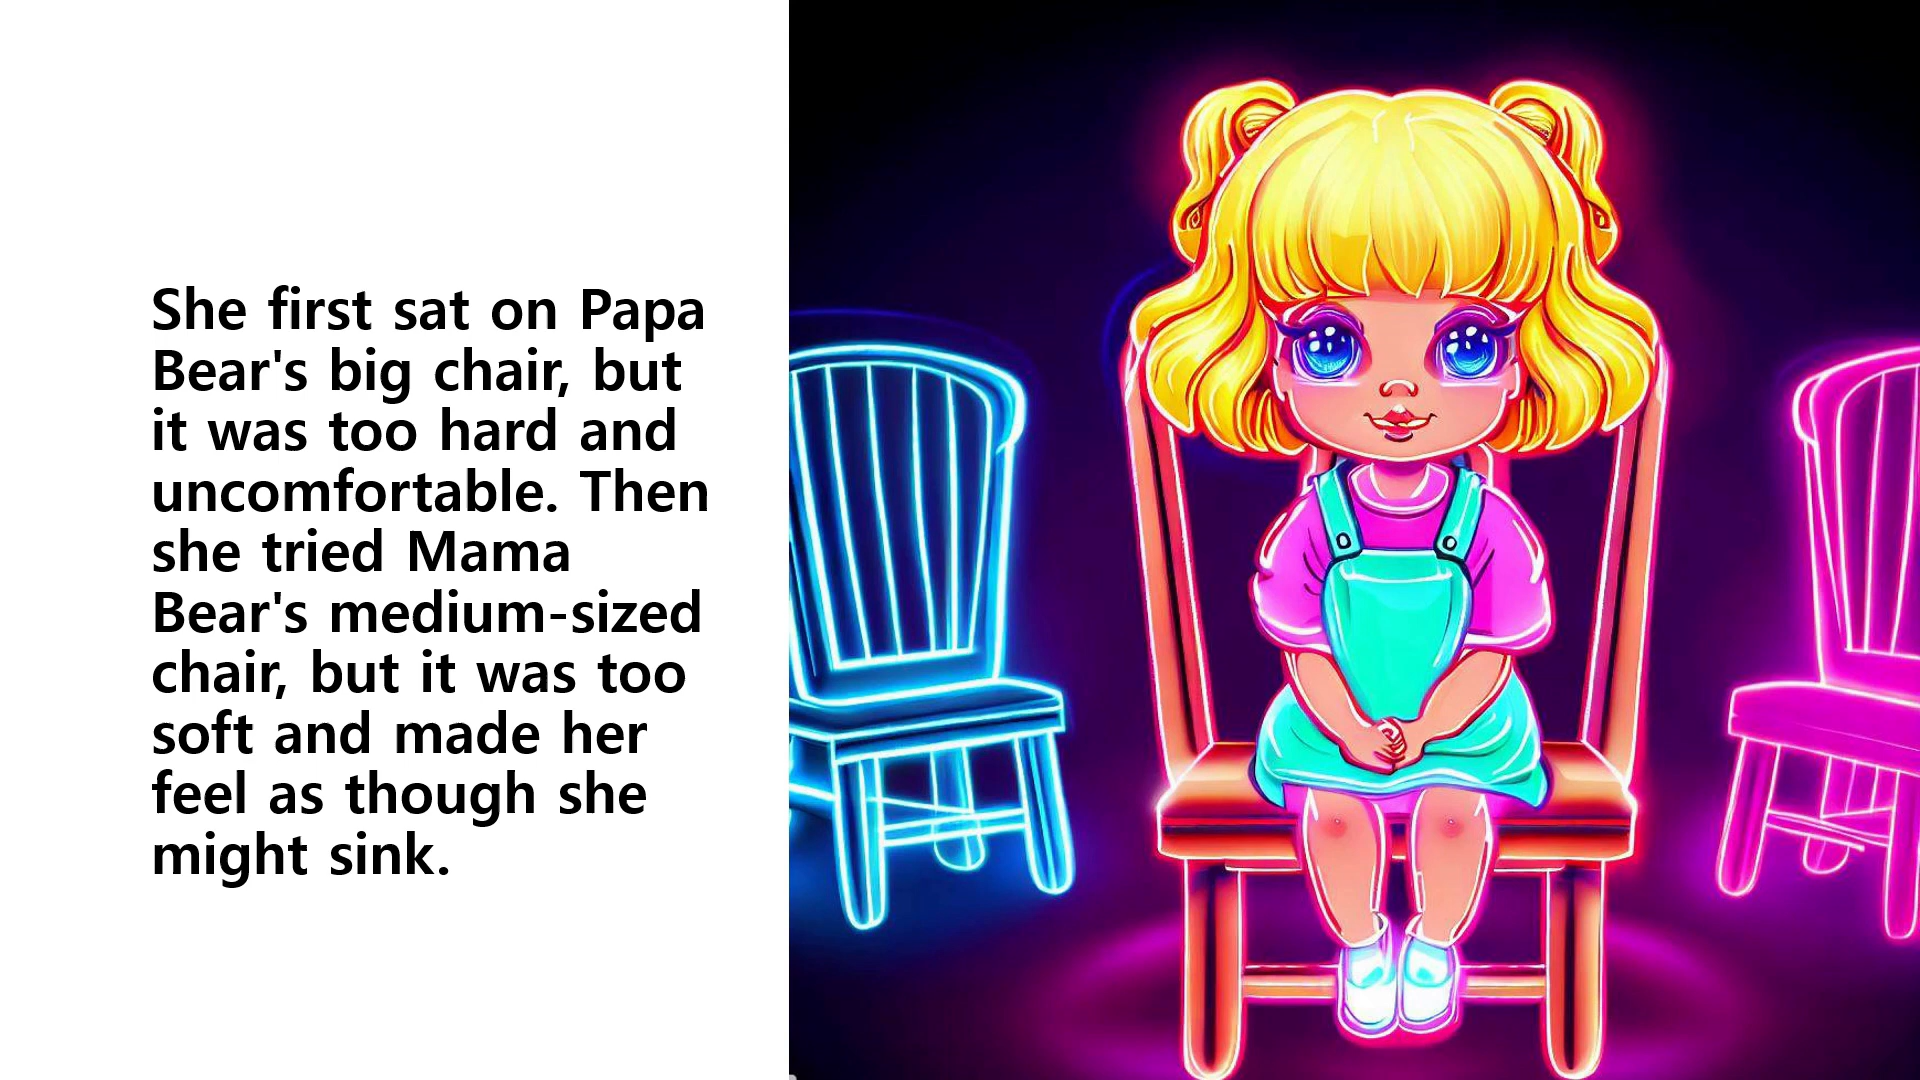 She first sat on Papa
Bear's big chair, but
it was too hard and
uncomfortable. Then
she tried Mama
Bear's medium-sized
chair, but it was too
soft and made her
feel as though she
might sink.